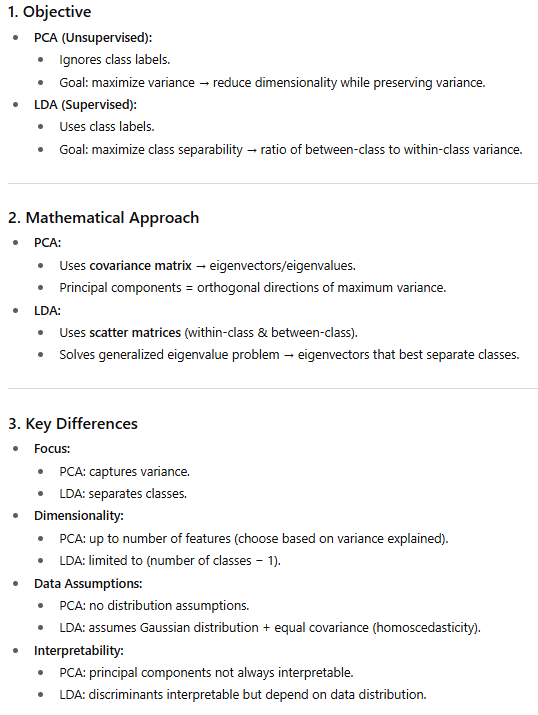 1. Objective
• PCA (Unsupervised):
• Ignores class labels.
• Goal: maximize variance → reduce dimensionality while preserving variance.
• LDA (Supervised):
• Uses class labels.
• Goal: maximize class separability → ratio of between-class to within-class variance.
2. Mathematical Approach
• PCA:
• Uses covariance matrix → eigenvectors/eigenvalues.
• Principal components = orthogonal directions of maximum variance.
• LDA:
• Uses scatter matrices (within-class & between-class).
• Solves generalized eigenvalue problem → eigenvectors that best separate classes.
3. Key Differences
• Focus:
• PCA: captures variance.
• LDA: separates classes.
• Dimensionality:
• PCA: up to number of features (choose based on variance explained).
• LDA: limited to (number of classes − 1).
• Data Assumptions:
• PCA: no distribution assumptions.
• LDA: assumes Gaussian distribution + equal covariance (homoscedasticity).
• Interpretability:
• PCA: principal components not always interpretable.
• LDA: discriminants interpretable but depend on data distribution.